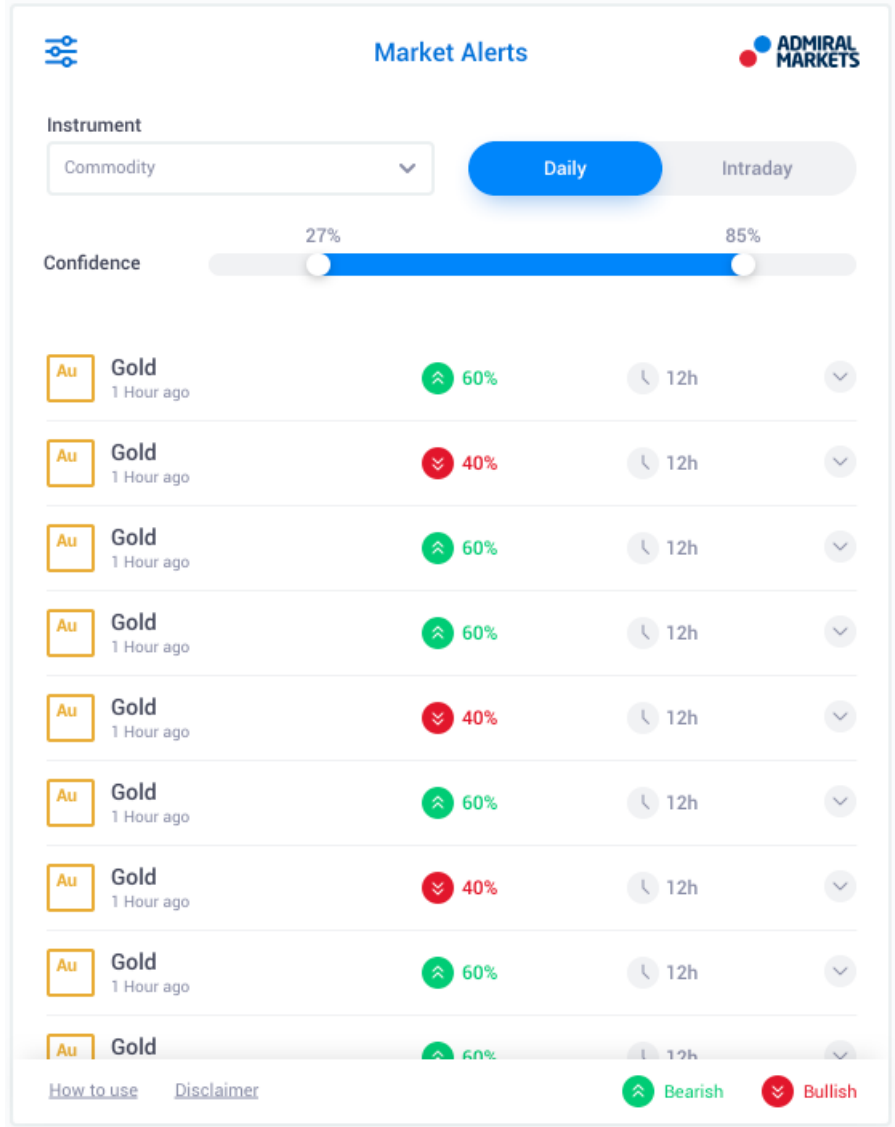 Market Alerts
ADMIRAL
MARKETS
Instrument
Commodity
Daily
Intraday
27%
85%
Confidence
Au
Gold
1 Hour ago
60%
12h
Au
Gold
1 Hour ago
40%
12h
Au
Gold
1 Hour ago
60%
12h
Au
Gold
1 Hour ago
60%
12h
Au
Gold
1 Hour ago
40%
12h
Au
Gold
1 Hour ago
60%
12h
Au
Gold
1 Hour ago
40%
12h
Au
Gold
1 Hour ago
60%
12h
Au
Gold
60%
12h
How to use
Disclaimer
Bearish
Bullish